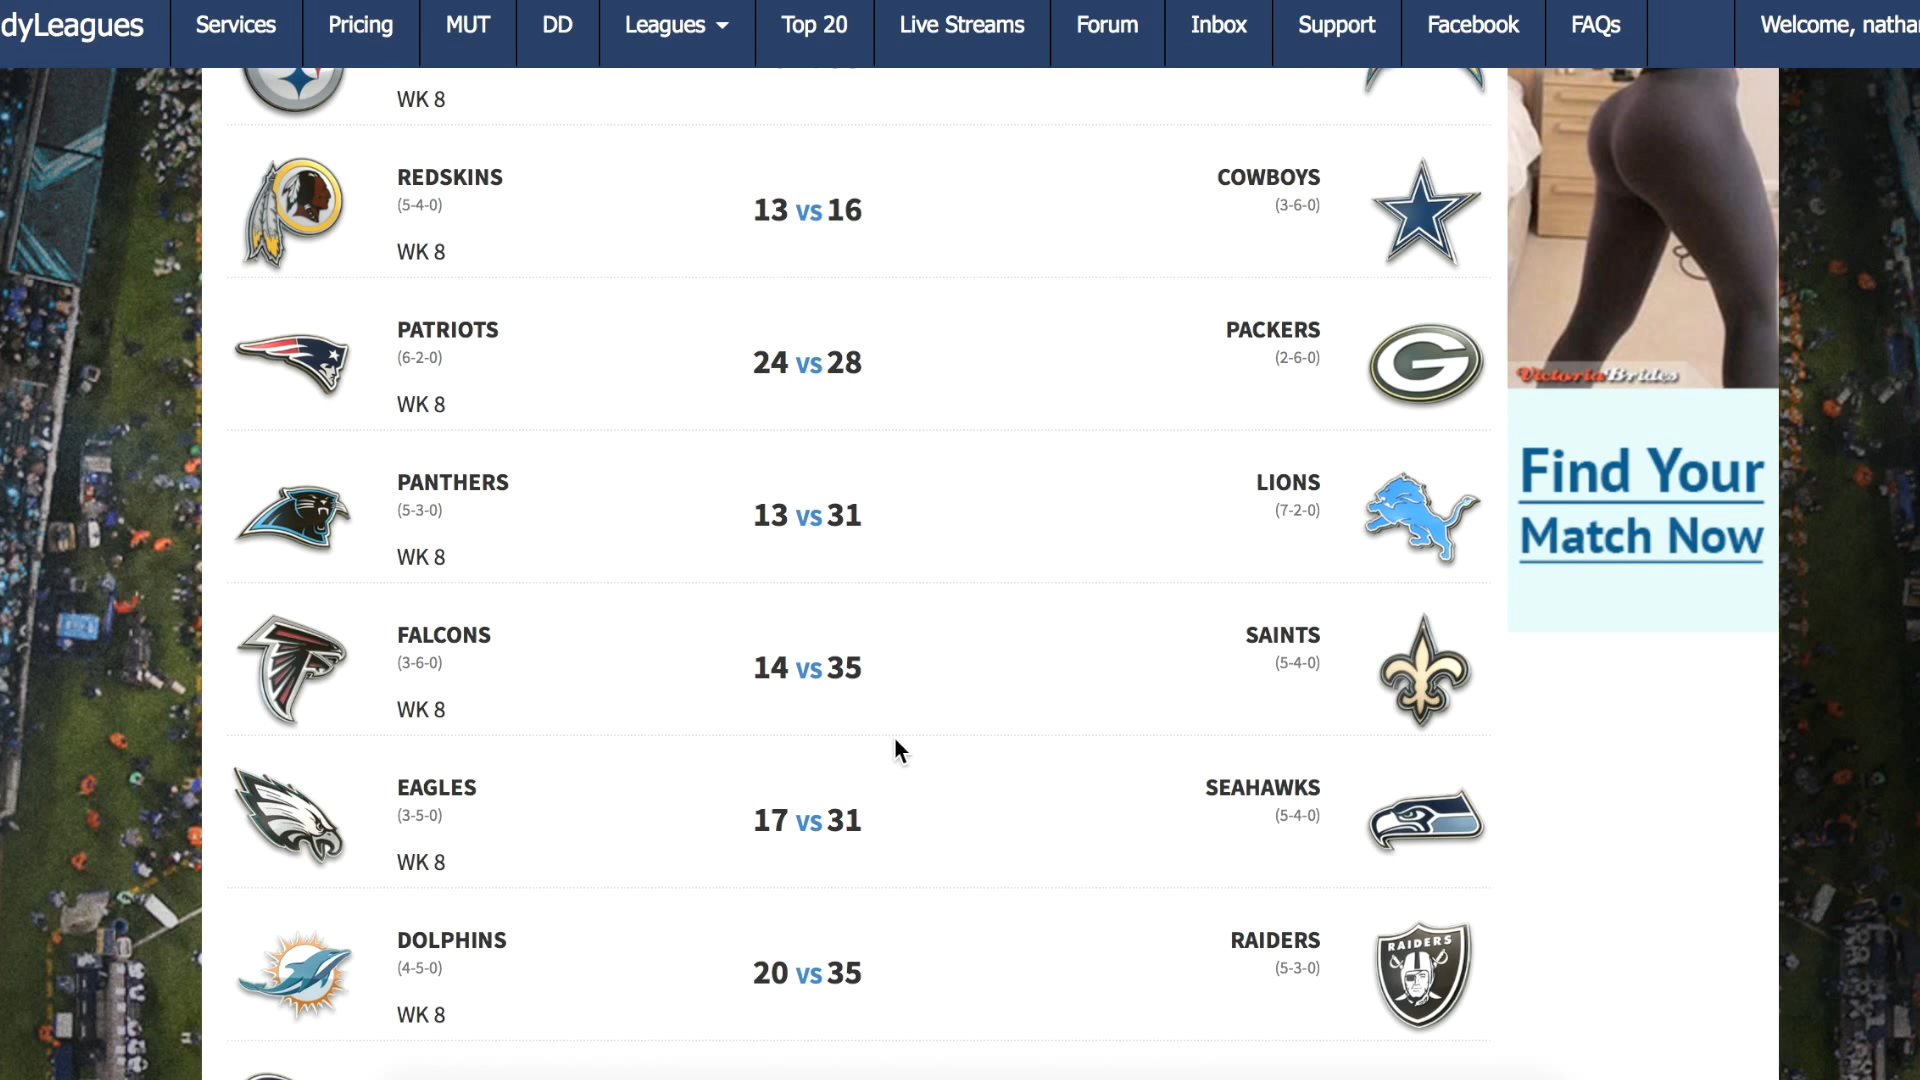 dyLeagues
Services
Pricing
MUT
DD
Leagues
Top 20
Live Streams
Forum
Inbox
Support
Facebook
FAQs
Welcome, nathan
WK 8
REDSKINS
(5-4-0)
WK 8
13 vs 16
COWBOYS
(3-6-0)
PATRIOTS
(6-2-0)
WK 8
24 vs 28
PACKERS
(2-6-0)
G
PANTHERS
(5-3-0)
WK 8
13 vs 31
LIONS
(7-2-0)
FALCONS
(3-6-0)
WK 8
14 vs 35
SAINTS
(5-4-0)
EAGLES
(3-5-0)
WK 8
17 vs 31
SEAHAWKS
(5-4-0)
DOLPHINS
(4-5-0)
WK 8
20 vs 35
RAIDERS
(5-3-0)
RAIDERS
VictoriaBrides
Find Your
Match Now